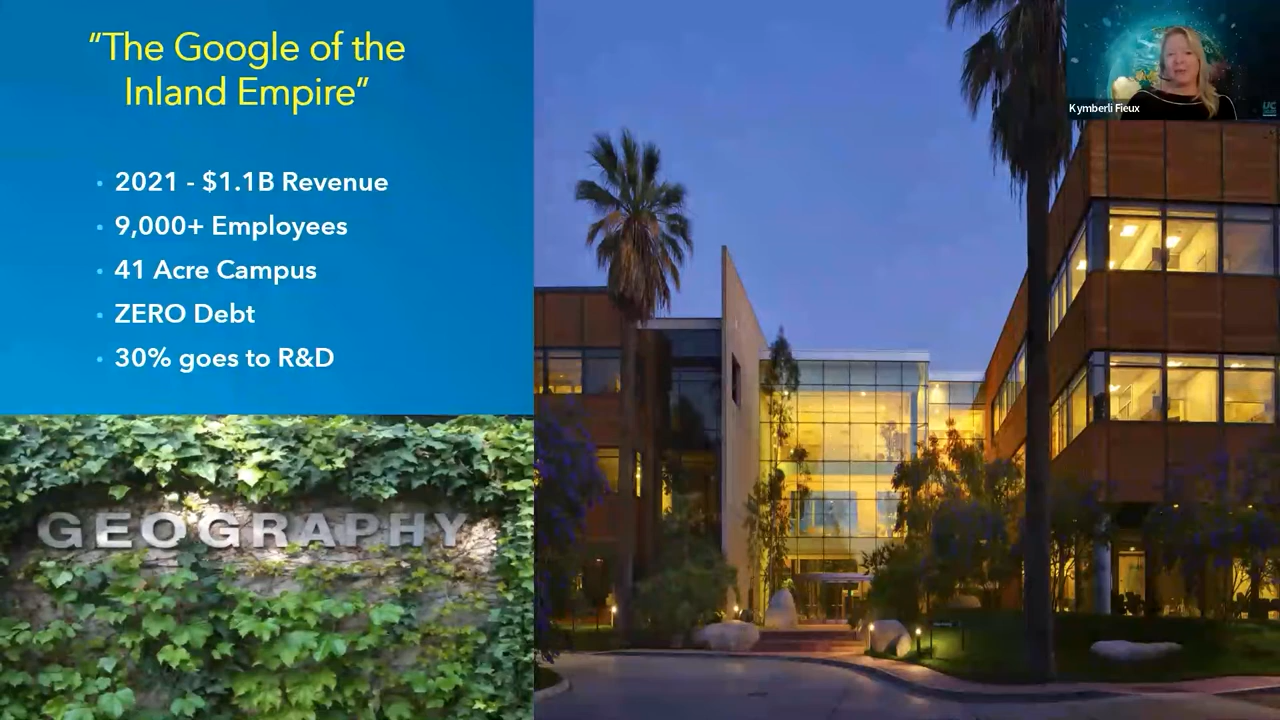 “The Google of the
Inland Empire”
2021 - $1.1B Revenue
9,000+ Employees
41 Acre Campus
ZERO Debt
30% goes to R&D
GEOGRAPHY
Kymberli Fieux
UC